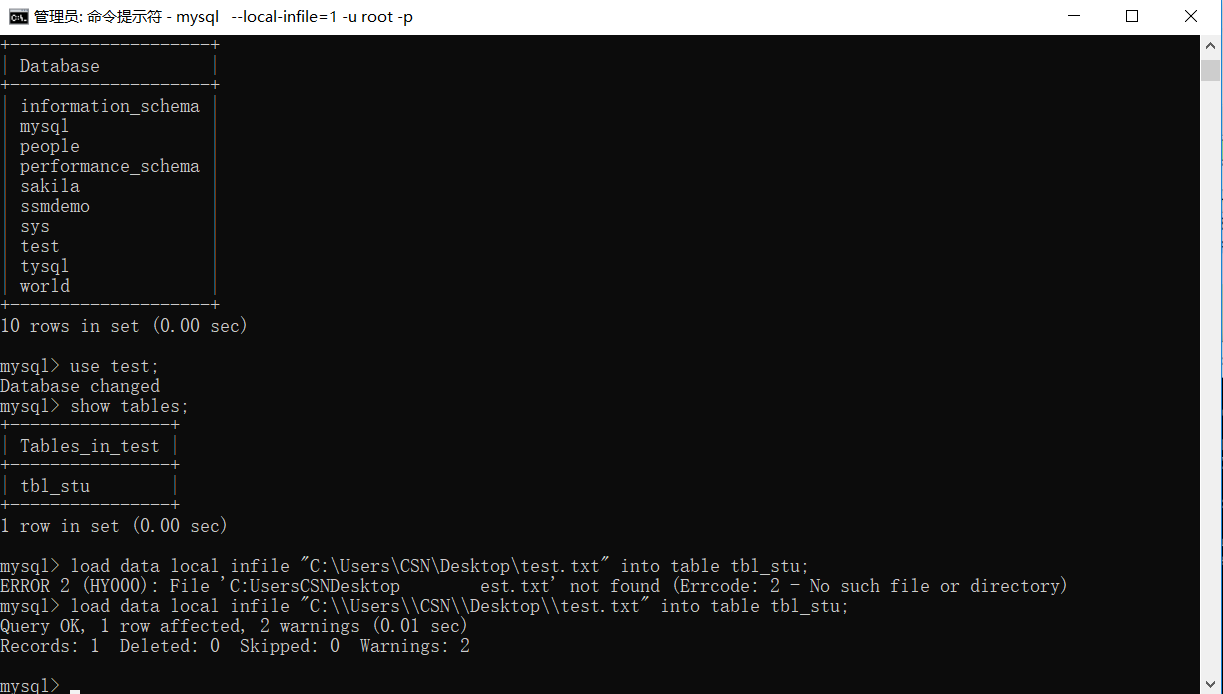 管理员: 命令提示符 - mysql  --local-infile=1 -u root -p
+--------------------+
| Database           |
+--------------------+
| information_schema |
| mysql              |
| people             |
| performance_schema |
| sakila             |
| ssmdemo            |
| sys                |
| test               |
| tysql              |
| world              |
+--------------------+
10 rows in set (0.00 sec)
mysql> use test;
Database changed
mysql> show tables;
+----------------+
| Tables_in_test |
+----------------+
| tbl_stu        |
+----------------+
1 row in set (0.00 sec)
mysql> load data local infile "C:\Users\CSN\Desktop\test.txt" into table tbl_stu;
ERROR 2 (HY000): File 'C:UsersCSNDesktop        est.txt' not found (Errcode: 2 - No such file or directory)
mysql> load data local infile "C:\\Users\\CSN\\Desktop\\test.txt" into table tbl_stu;
Query OK, 1 row affected, 2 warnings (0.01 sec)
Records: 1  Deleted: 0  Skipped: 0  Warnings: 2
mysql>